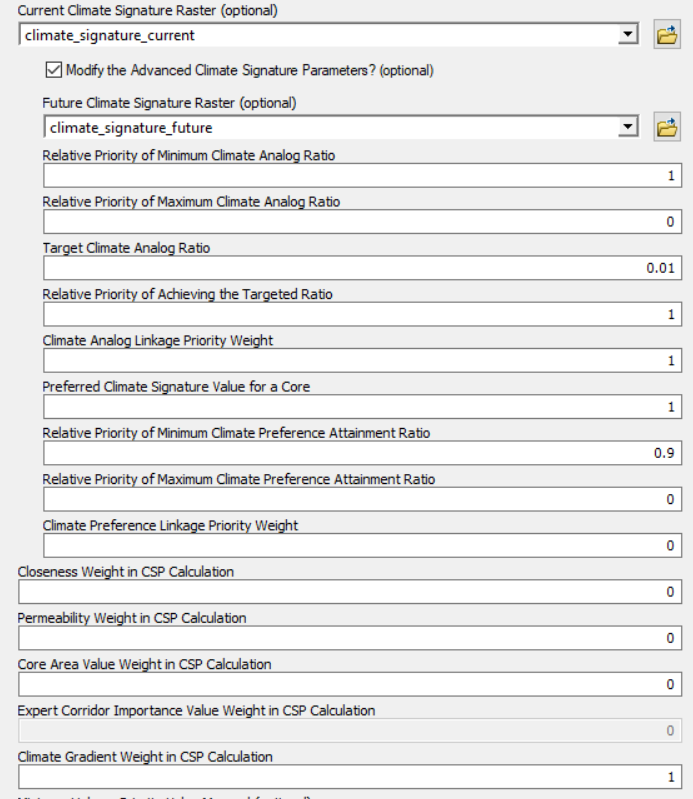 Current Climate Signature Raster (optional)
climate_signature_current
Modify the Advanced Climate Signature Parameters? (optional)
Future Climate Signature Raster (optional)
climate_signature_future
Relative Priority of Minimum Climate Analog Ratio
1
Relative Priority of Maximum Climate Analog Ratio
0
Target Climate Analog Ratio
0.01
Relative Priority of Achieving the Targeted Ratio
1
Climate Analog Linkage Priority Weight
1
Preferred Climate Signature Value for a Core
1
Relative Priority of Minimum Climate Preference Attainment Ratio
0.9
Relative Priority of Maximum Climate Preference Attainment Ratio
0
Climate Preference Linkage Priority Weight
0
Closeness Weight in CSP Calculation
0
Permeability Weight in CSP Calculation
0
Core Area Value Weight in CSP Calculation
0
Expert Corridor Importance Value Weight in CSP Calculation
0
Climate Gradient Weight in CSP Calculation
1